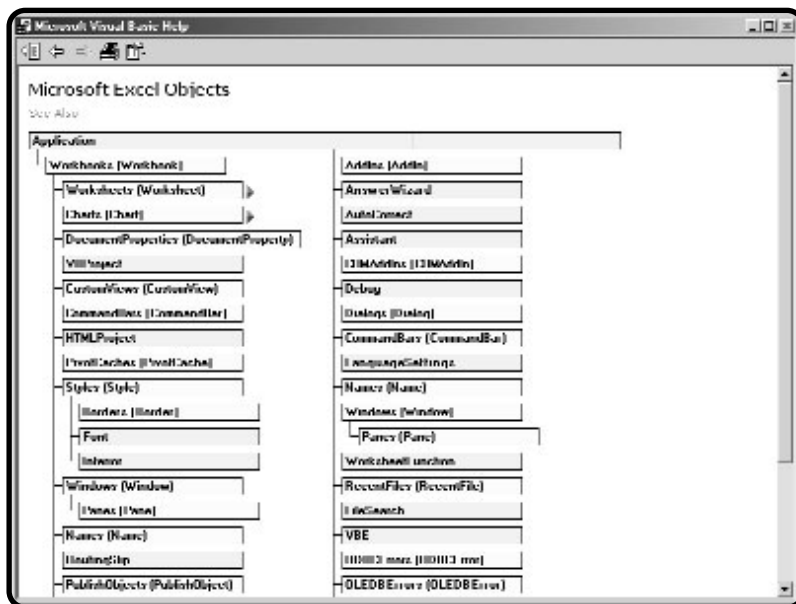 Microsoft Visual Basic Help
Microsoft Excel Objects
See Also
Application
Workbooks (Workbook)
Worksheets (Worksheet)
Charts (Chart)
DocumentProperties (DocumentProperty)
VBProject
CustomViews (CustomView)
CommandBars (CommandBar)
HTMLProject
PivotCaches (PivotCache)
Styles (Style)
Borders (Border)
Font
Interior
Windows (Window)
Panes (Pane)
Names (Name)
RoutingSlip
PublishObjects (PublishObject)
AddIns (AddIn)
AnswerWizard
AutoCorrect
Assistant
COMAddIns (COMAddIn)
Debug
Dialogs (Dialog)
CommandBars (CommandBar)
LanguageSettings
Names (Name)
Windows (Window)
Panes (Pane)
WorksheetFunction
RecentFiles (RecentFile)
FileSearch
VBE
ODBCErrors (ODBCError)
OLEDBErrors (OLEDBError)